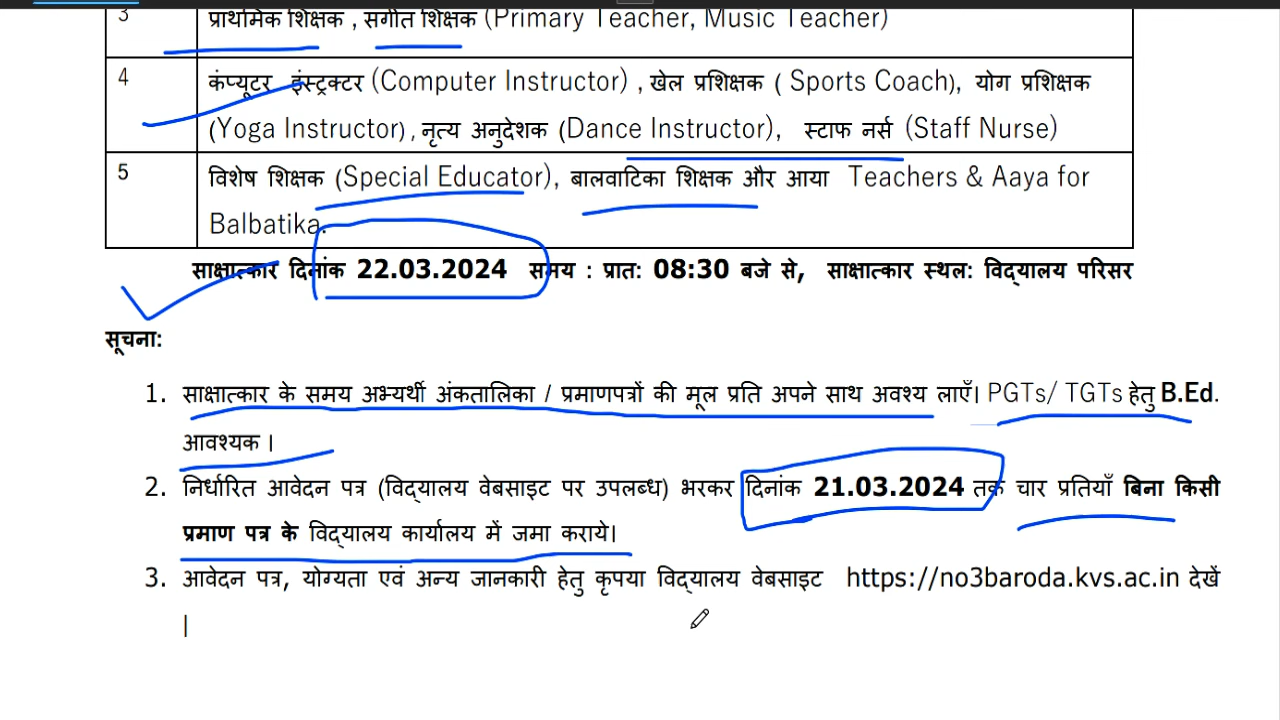 3 प्राथमिक शिक्षक , संगीत शिक्षक (Primary Teacher, Music Teacher)
4 कंप्यूटर इंस्ट्रक्टर (Computer Instructor) , खेल प्रशिक्षक ( Sports Coach), योग प्रशिक्षक
(Yoga Instructor) , नृत्य अनुदेशक (Dance Instructor), स्टाफ नर्स (Staff Nurse)
5 विशेष शिक्षक (Special Educator), बालवाटिका शिक्षक और आया Teachers & Aaya for
Balbatika.
साक्षात्कार दिनांक 22.03.2024 समय : प्रात: 08:30 बजे से, साक्षात्कार स्थल: विद्यालय परिसर
सूचना:
1. साक्षात्कार के समय अभ्यर्थी अंकतालिका / प्रमाणपत्रों की मूल प्रति अपने साथ अवश्य लाएँ। PGTs/ TGTs हेतु B.Ed.
आवश्यक ।
2. निर्धारित आवेदन पत्र (विद्यालय वेबसाइट पर उपलब्ध) भरकर दिनांक 21.03.2024 तक चार प्रतियाँ बिना किसी
प्रमाण पत्र के विद्यालय कार्यालय में जमा कराये।
3. आवेदन पत्र, योग्यता एवं अन्य जानकारी हेतु कृपया विद्यालय वेबसाइट https://no3baroda.kvs.ac.in देखें
|